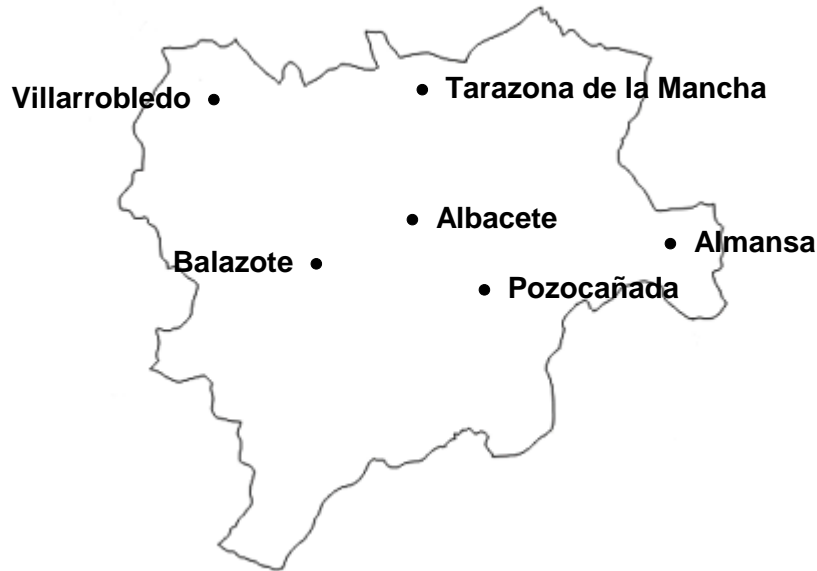 Tarazona de la Mancha
Villarrobledo
Albacete
Almansa
Balazote
Pozocañada